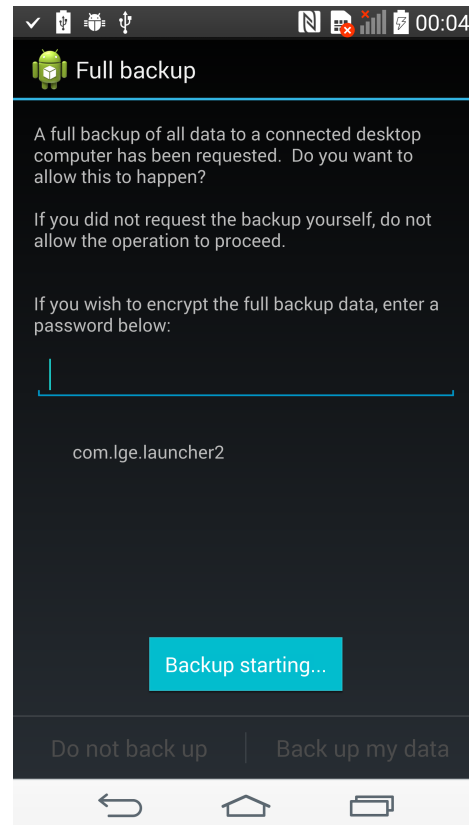 00:04
Full backup
A full backup of all data to a connected desktop
computer has been requested.  Do you want to
allow this to happen?
If you did not request the backup yourself, do not
allow the operation to proceed.
If you wish to encrypt the full backup data, enter a
password below:
com.lge.launcher2
Backup starting...
Do not back up
Back up my data